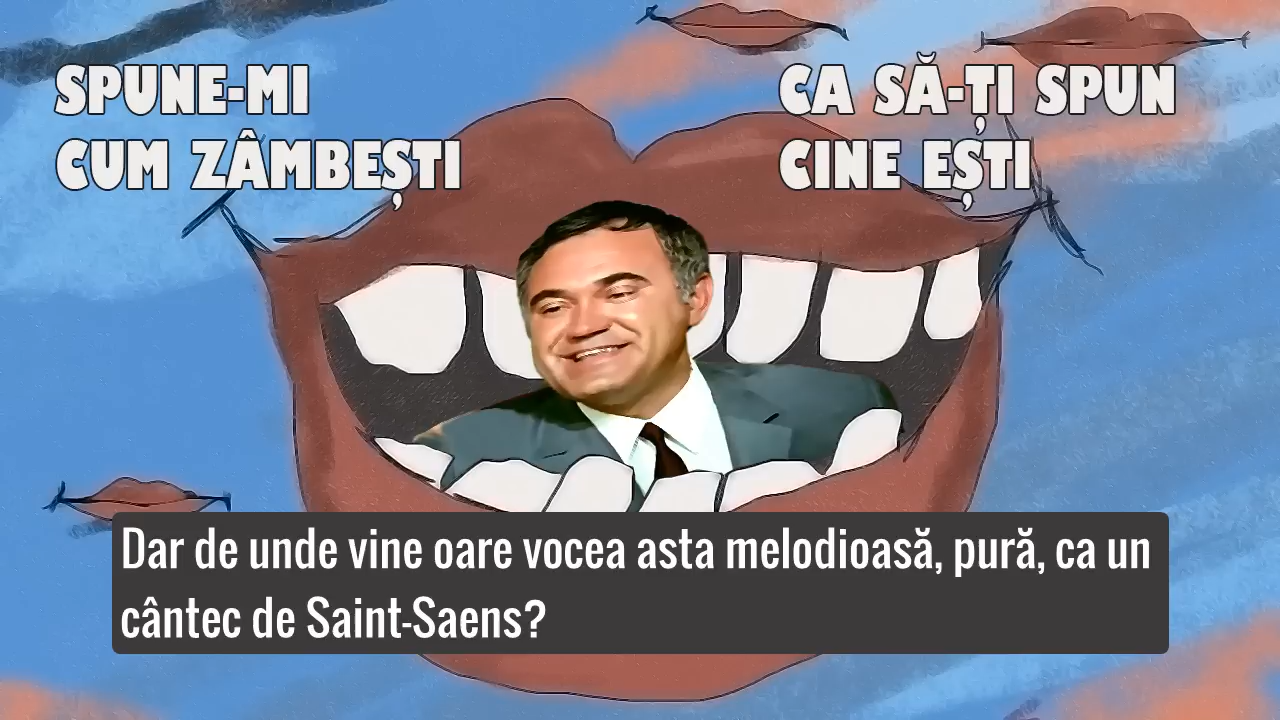 SPUNE-MI
CUM ZÂMBEȘTI
CA SĂ-ȚI SPUN
CINE EȘTI
Dar de unde vine oare vocea asta melodioasă, pură, ca un
cântec de Saint-Saens?